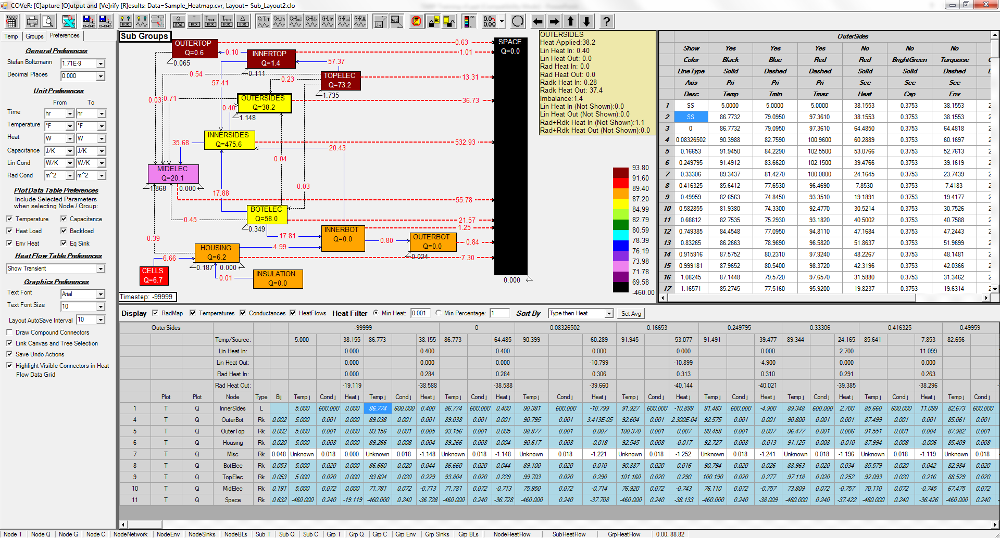 COVeR: [C]apture [O]utput and [Ve]rify [R]esults: Data=Sample_Heatmap.cvr, Layout= Sub_Layout2.clo
TQGC Q BOX T BOX TMAX BOX TMIN BOX Δ BOX Q-Tot Q-Lin Q-Rad Q-Rdk G-Lin G-Rad G-Rdk Lin Rad 0.0 0.00 ?
Temp Groups Preferences
General Preferences
Stefan Boltzmann 1.71E-9
Decimal Places 0.000
Unit Preferences
From To
Time hr hr
Temperature °F °F
Heat W W
Capacitance J/K J/K
Lin Cond W/K W/K
Rad Cond m^2 m^2
Plot Data Table Preferences
Include Selected Parameters
when selecting Node / Group:
Temperature Capacitance
Heat Load Backload
Env Heat Eq Sink
Heat Flow Table Preferences
Show Transient
Graphics Preferences
Text Font Arial
Text Font Size 10
Layout AutoSave Interval 10
Draw Compound Connectors
Link Canvas and Tree Selection
Save Undo Actions
Highlight Visible Connectors in Heat
Flow Data Grid
Sub Groups
OUTERTOP
Q=0.6
0.065
0.10
INNERTOP
Q=1.4
0.111
57.37
TOPELEC
Q=73.2
1.735
0.63
1.01
13.31
36.73
0.54
57.41
0.23
0.03
0.71
OUTERSIDES
Q=38.2
0.40
1.148
INNERSIDES
Q=475.6
35.68
532.93
20.43
0.04
MIDELEC
Q=20.1
1.868
0.000
0.03
17.88
55.78
BOTELEC
Q=58.0
0.349
0.45
21.57
1.25
17.81
INNERBOT
Q=0.0
0.80
OUTERBOT
Q=0.0
0.024
0.84
0.39
HOUSING
Q=6.2
0.187
0.000
4.99
7.30
6.66
CELLS
Q=6.7
0.01
INSULATION
Q=0.0
SPACE
Q=0.0
0.000
Timestep: -99999
OUTERSIDES
Heat Applied:38.2
Lin Heat In: 0.40
Lin Heat Out: 0.0
Rad Heat In: 0.0
Rad Heat Out: 0.0
Radk Heat In: 0.28
Radk Heat Out: 37.4
Imbalance:1.4
Lin Heat In (Not Shown):0.0
Lin Heat Out (Not Shown):0.0
Rad+Rdk Heat In (Not Shown):1.1
Rad+Rdk Heat Out (Not Shown):0.0
93.80
91.60
89.40
87.20
84.99
82.79
80.59
78.39
76.19
73.98
71.78
69.58
-460.00
OuterSides
Show Yes Yes Yes No No No
Color Black Blue Red Red BrightGreen Turquoise
LineType Solid Dashed Dashed Solid Solid Dashed
Axis Pri Pri Pri Sec Sec Sec
Desc Temp Tmin Tmax Heat Cap Env
1 SS 5.0000 5.0000 5.0000 38.1553 0.3753 38.1553
2 SS 86.7732 79.0950 97.3610 38.1553 0.3753 38.1553
3 0 86.7732 79.0950 97.3610 64.4850 0.3753 64.4818
4 0.08326502 90.3988 82.7590 100.9600 60.2889 0.3753 60.1697
5 0.16653 91.9450 84.2290 102.5500 53.0766 0.3753 52.7613
6 0.249795 91.4912 83.6620 102.1500 39.4766 0.3753 39.1619
7 0.33306 89.3437 81.4270 100.0800 24.1645 0.3753 23.7439
8 0.416325 85.6412 77.6530 96.4690 7.8530 0.3753 7.4183
9 0.49959 82.6563 74.8450 93.3510 19.1891 0.3753 19.4177
10 0.582855 81.9380 74.3300 92.4770 30.5214 0.3753 30.7526
11 0.66612 82.7535 75.2930 93.1820 40.5002 0.3753 40.7588
12 0.749385 84.4548 77.0950 94.8110 47.1684 0.3753 47.2443
13 0.83265 86.2663 78.9690 96.5820 51.8637 0.3753 51.9699
14 0.915916 87.5752 80.2310 97.9240 48.2267 0.3753 48.1481
15 0.999181 87.9652 80.5400 98.3720 42.3196 0.3753 42.0366
16 1.08245 87.1448 79.5720 97.6570 31.5880 0.3753 31.3462
17 1.16571 85.2745 77.5160 95.9200 19.8237 0.3753 19.6314
Display RadMap Temperatures Conductances HeatFlows Heat Filter Min Heat: 0.001 Min Percentage: 1 Sort By Type then Heat Set Avg
OuterSides -99999 0 0.08326502 0.16653 0.249795 0.33306 0.416325 0.49959
Temp/Source: 5.000 38.155 86.773 38.155 86.773 64.485 90.399 60.289 91.945 53.077 91.491 39.477 89.344 24.165 85.641 7.853 82.656
Lin Heat In: 0.000 0.400 0.400 0.000 0.000 0.000 2.700 11.099
Lin Heat Out: 0.000 0.000 0.000 -10.799 -10.899 -4.900 0.000 0.000
Rad Heat In: 0.000 0.284 0.284 0.306 0.313 0.310 0.291 0.263
Rad Heat Out: -19.119 -38.588 -38.588 -39.660 -40.144 -40.021 -39.385 -38.296
Plot Plot Node Type Bij Temp j Cond j Heat j Temp j Cond j Heat j Temp j Cond j Heat j Temp j Cond j Heat j Temp j Cond j Heat j Temp j Cond j Heat j Temp j Cond j Heat j Temp j Cond j Heat j Temp j Cond j
1 T Q InnerSides L 5.000 600.000 0.000 86.774 600.000 0.400 86.774 600.000 0.400 90.381 600.000 -10.799 91.927 600.000 -10.899 91.483 600.000 -4.900 89.348 600.000 2.700 85.660 600.000 11.099 82.673 600.000
4 T Q OuterBot Rk 0.002 5.000 0.001 0.000 89.038 0.001 0.001 89.038 0.001 0.001 90.795 0.001 3.413E-05 92.604 0.001 2.300E-04 92.575 0.001 0.001 90.800 0.001 0.001 87.499 0.001 0.001 85.061 0.001
5 T Q OuterTop Rk 0.002 5.000 0.001 0.000 93.156 0.001 0.005 93.156 0.001 0.005 98.877 0.001 0.007 100.370 0.001 0.007 99.458 0.001 0.007 96.477 0.001 0.006 91.551 0.001 0.004 87.982 0.001
6 T Q Housing Rk 0.020 5.000 0.008 0.000 89.266 0.008 0.004 89.266 0.008 0.004 90.617 0.008 -0.018 92.545 0.008 -0.017 92.727 0.008 -0.013 91.125 0.008 -0.010 87.994 0.008 -0.006 85.409 0.008
7 T Q Misc Rk 0.048 Unknown 0.018 0.000 Unknown 0.018 -1.148 Unknown 0.018 -1.148 Unknown 0.018 -1.221 Unknown 0.018 -1.252 Unknown 0.018 -1.241 Unknown 0.018 -1.196 Unknown 0.018 -1.119 Unknown 0.018
8 T Q BotElec Rk 0.053 5.000 0.020 0.000 86.660 0.020 0.044 86.660 0.020 0.044 89.100 0.020 0.010 90.887 0.020 0.016 90.794 0.020 0.026 88.963 0.020 0.034 85.579 0.020 0.042 82.984 0.020
9 T Q TopElec Rk 0.053 5.000 0.020 0.000 93.804 0.020 0.229 93.804 0.020 0.229 99.703 0.020 0.290 101.160 0.020 0.290 100.190 0.020 0.277 97.118 0.020 0.252 92.093 0.020 0.216 88.529 0.020
10 T Q MidElec Rk 0.191 5.000 0.072 0.000 71.781 0.072 -0.713 71.781 0.072 -0.713 75.950 0.072 -0.714 76.920 0.072 -0.743 76.110 0.072 -0.757 73.809 0.072 -0.757 70.110 0.072 -0.745 67.475 0.072
11 T Q Space Rk 0.632 -460.000 0.240 -19.119 -460.000 0.240 -36.728 -460.000 0.240 -36.728 -460.000 0.240 -37.708 -460.000 0.240 -38.133 -460.000 0.240 -38.009 -460.000 0.240 -37.422 -460.000 0.240 -36.426 -460.000 0.240
Node T Node Q Node G Node C NodeNetwork NodeEnv NodeSinks NodeBLs Sub T Sub Q Sub C Grp T Grp Q Grp C Grp Env Grp Sinks Grp BLs NodeHeatFlow SubHeatFlow GrpHeatFlow 0.00, 88.82